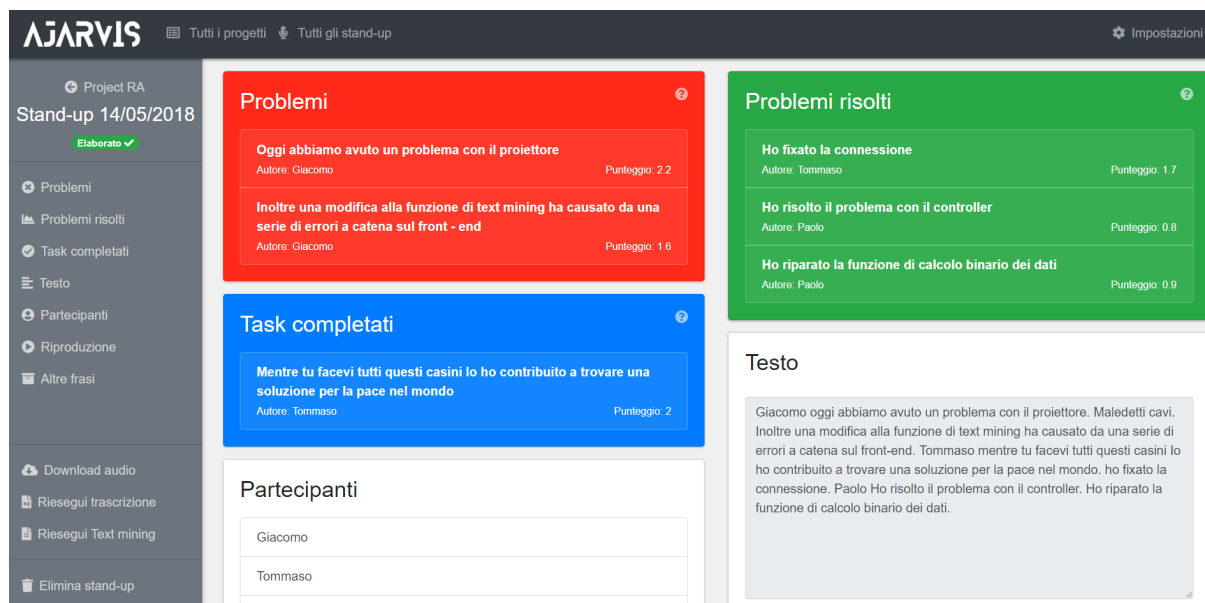 AJARVIS
Tutti i progetti
Tutti gli stand-up
Impostazioni
Project RA
Stand-up 14/05/2018
Elaborato
Problemi
Problemi risolti
Task completati
Testo
Partecipanti
Riproduzione
Altre frasi
Download audio
Riesegui trascrizione
Riesegui Text mining
Elimina stand-up
Problemi
Oggi abbiamo avuto un problema con il proiettore
Autore: Giacomo
Punteggio: 2.2
Inoltre una modifica alla funzione di text mining ha causato da una
serie di errori a catena sul front - end
Autore: Giacomo
Punteggio: 1.6
Task completati
Mentre tu facevi tutti questi casini Io ho contribuito a trovare una
soluzione per la pace nel mondo
Autore: Tommaso
Punteggio: 2
Partecipanti
Giacomo
Tommaso
Problemi risolti
Ho fixato la connessione
Autore: Tommaso
Punteggio: 1.7
Ho risolto il problema con il controller
Autore: Paolo
Punteggio: 0.8
Ho riparato la funzione di calcolo binario dei dati
Autore: Paolo
Punteggio: 0.9
Testo
Giacomo oggi abbiamo avuto un problema con il proiettore. Maledetti cavi.
Inoltre una modifica alla funzione di text mining ha causato da una serie di
errori a catena sul front-end. Tommaso mentre tu facevi tutti questi casini Io
ho contribuito a trovare una soluzione per la pace nel mondo. ho fixato la
connessione. Paolo Ho risolto il problema con il controller. Ho riparato la
funzione di calcolo binario dei dati.